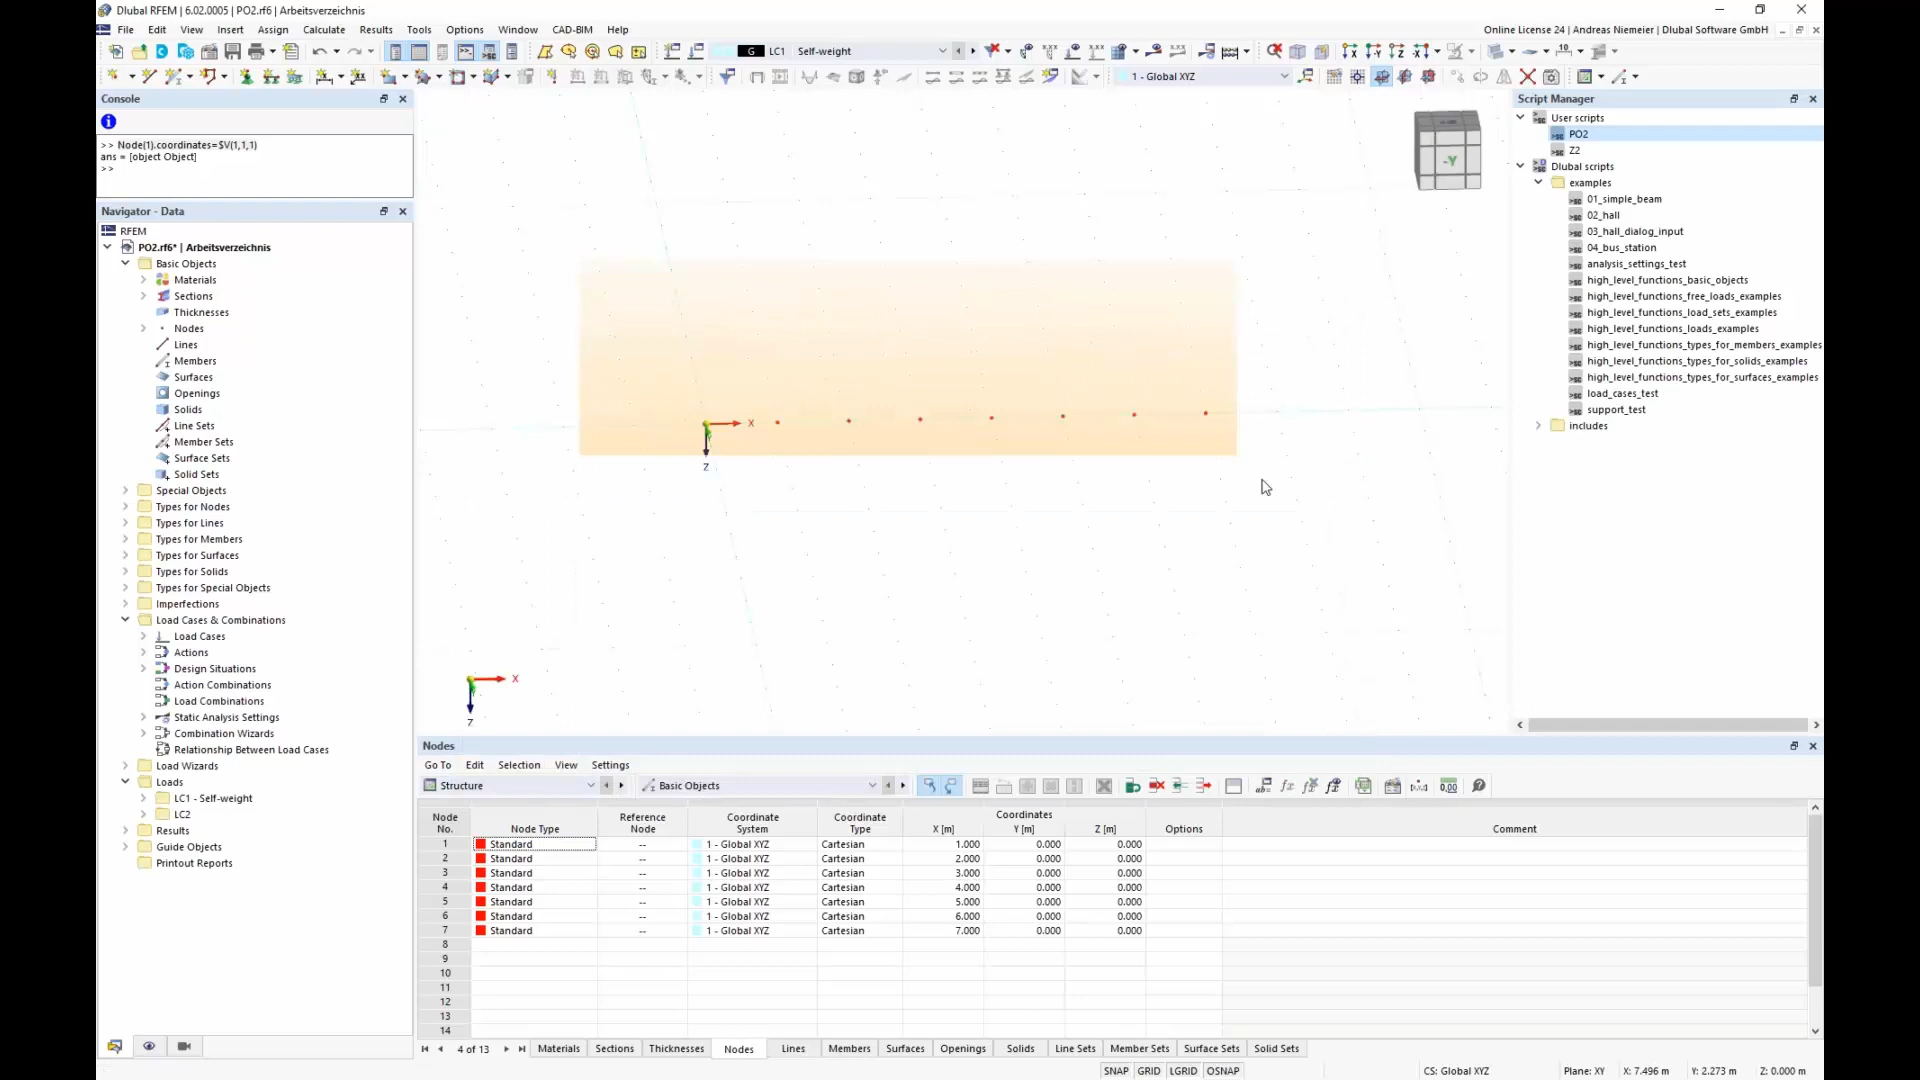 Dlubal RFEM | 6.02.0005 | PO2.rf6* | Arbeitsverzeichnis
File Edit View Insert Assign Calculate Results Tools Options Window CAD-BIM Help
Online License 24 | Andreas Niemeier | Dlubal Software GmbH
G LC1 Self-weight
1 - Global XYZ
Console
>> Node(1).coordinates=$V(1,1,1)
ans = [object Object]
>>
Navigator - Data
RFEM
PO2.rf6* | Arbeitsverzeichnis
Basic Objects
Materials
Sections
Thicknesses
Nodes
Lines
Members
Surfaces
Openings
Solids
Line Sets
Member Sets
Surface Sets
Solid Sets
Special Objects
Types for Nodes
Types for Lines
Types for Members
Types for Surfaces
Types for Solids
Types for Special Objects
Imperfections
Load Cases & Combinations
Load Cases
Actions
Design Situations
Action Combinations
Load Combinations
Static Analysis Settings
Combination Wizards
Relationship Between Load Cases
Load Wizards
Loads
LC1 - Self-weight
LC2
Results
Guide Objects
Printout Reports
-Y
X
Z
X
Z
Script Manager
User scripts
PO2
Z2
Dlubal scripts
examples
01_simple_beam
02_hall
03_hall_dialog_input
04_bus_station
analysis_settings_test
high_level_functions_basic_objects
high_level_functions_free_loads_examples
high_level_functions_load_sets_examples
high_level_functions_loads_examples
high_level_functions_types_for_members_examples
high_level_functions_types_for_solids_examples
high_level_functions_types_for_surfaces_examples
load_cases_test
support_test
includes
Nodes
Go To Edit Selection View Settings
Structure Basic Objects
Node No. Node Type Reference Node Coordinate System Coordinate Type Coordinates X [m] Y [m] Z [m] Options Comment
1 Standard -- 1 - Global XYZ Cartesian 1.000 0.000 0.000
2 Standard -- 1 - Global XYZ Cartesian 2.000 0.000 0.000
3 Standard -- 1 - Global XYZ Cartesian 3.000 0.000 0.000
4 Standard -- 1 - Global XYZ Cartesian 4.000 0.000 0.000
5 Standard -- 1 - Global XYZ Cartesian 5.000 0.000 0.000
6 Standard -- 1 - Global XYZ Cartesian 6.000 0.000 0.000
7 Standard -- 1 - Global XYZ Cartesian 7.000 0.000 0.000
8
9
10
11
12
13
14
4 of 13 Materials Sections Thicknesses Nodes Lines Members Surfaces Openings Solids Line Sets Member Sets Surface Sets Solid Sets
SNAP GRID LGRID OSNAP CS: Global XYZ Plane: XY X: 7.496 m Y: 2.273 m Z: 0.000 m